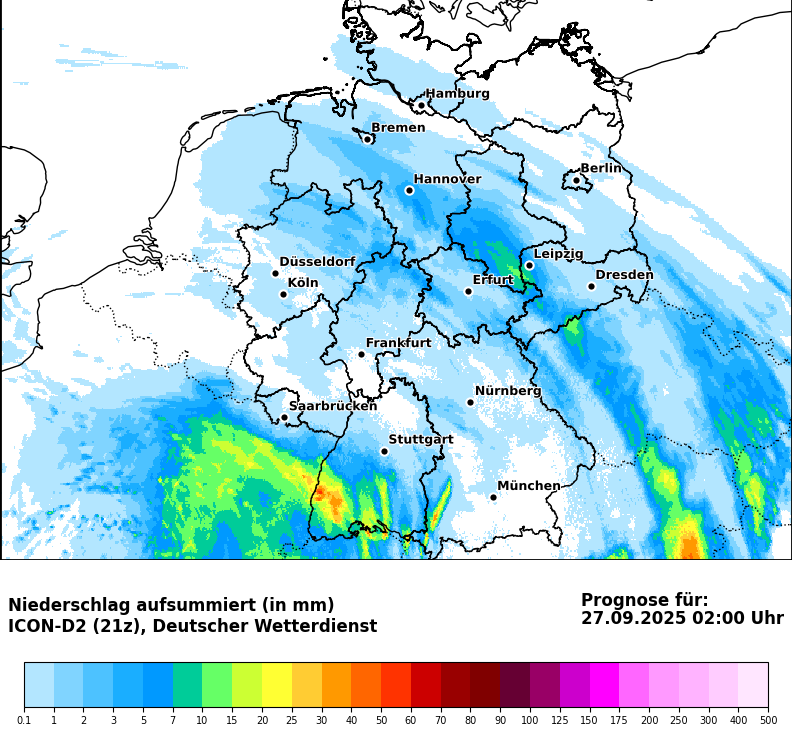 Hamburg
Bremen
Berlin
Hannover
Leipzig
Düsseldorf
Dresden
Köln
Erfurt
Frankfurt
Nürnberg
Saarbrücken
Stuttgart
München
Niederschlag aufsummiert (in mm)
ICON-D2 (21z), Deutscher Wetterdienst
Prognose für:
27.09.2025 02:00 Uhr
0.1 1 2 3 5 7 10 15 20 25 30 40 50 60 70 80 90 100 125 150 175 200 250 300 400 500